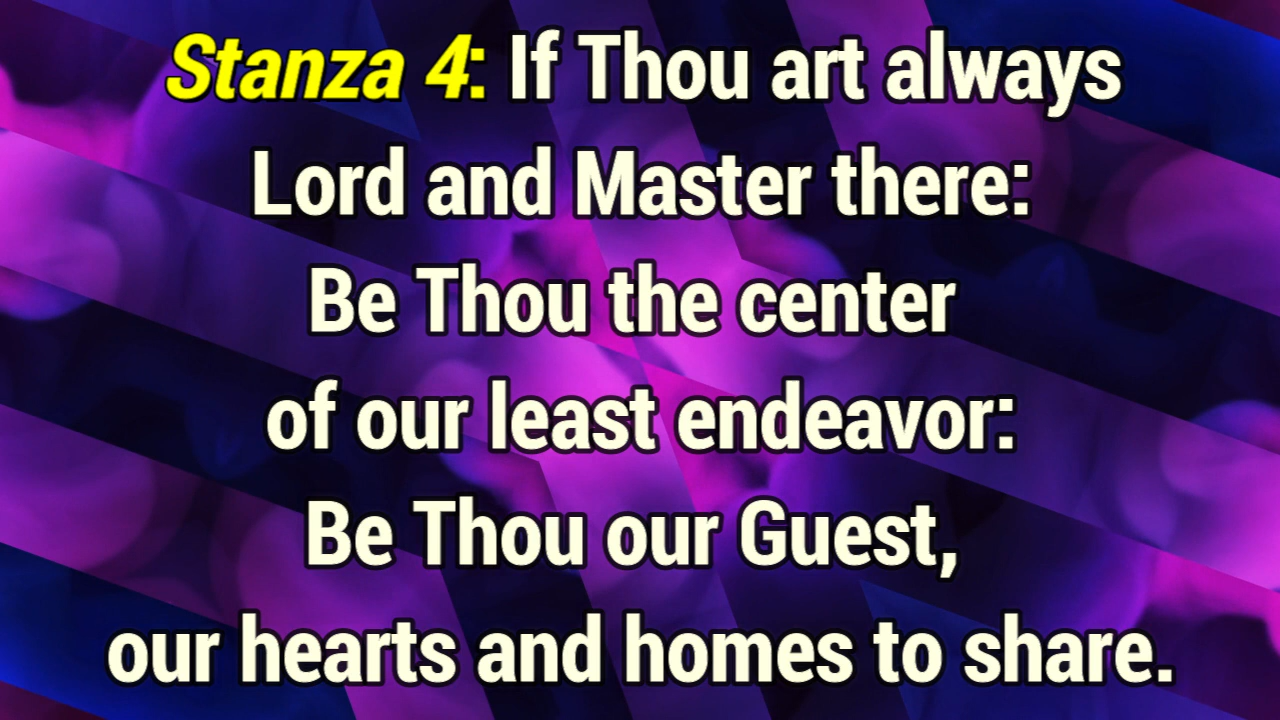 Stanza 4: If Thou art always
Lord and Master there:
Be Thou the center
of our least endeavor:
Be Thou our Guest,
our hearts and homes to share.